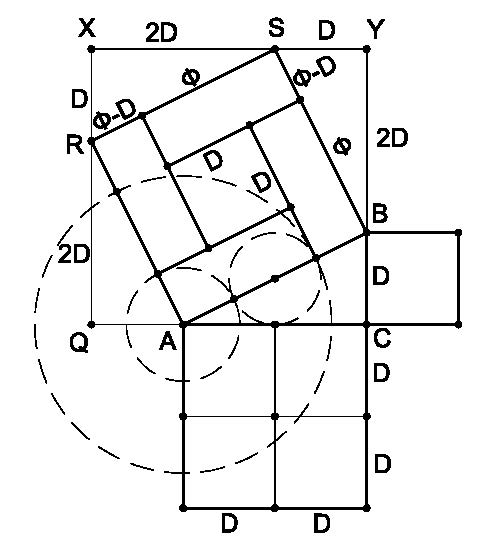 X 2D S D Y
D Φ-D Φ Φ-D
R D D Φ 2D
2D B
D
Q A C
D
D
D D